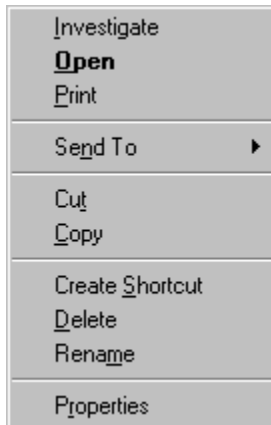 Investigate
Open
Print
Send To
Cut
Copy
Create Shortcut
Delete
Rename
Properties